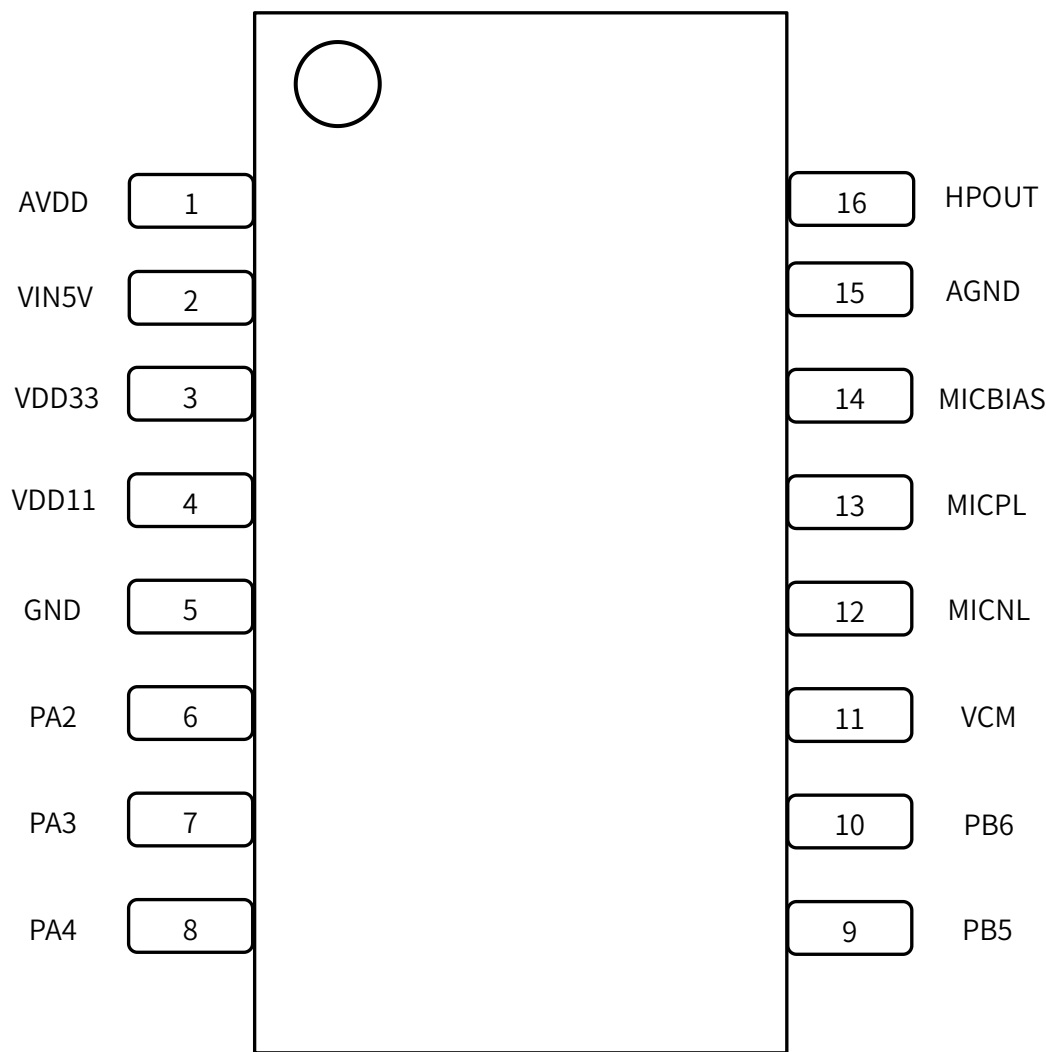 AVDD 1 16 HPOUT
VIN5V 2 15 AGND
VDD33 3 14 MICBIAS
VDD11 4 13 MICPL
GND 5 12 MICNL
PA2 6 11 VCM
PA3 7 10 PB6
PA4 8 9 PB5